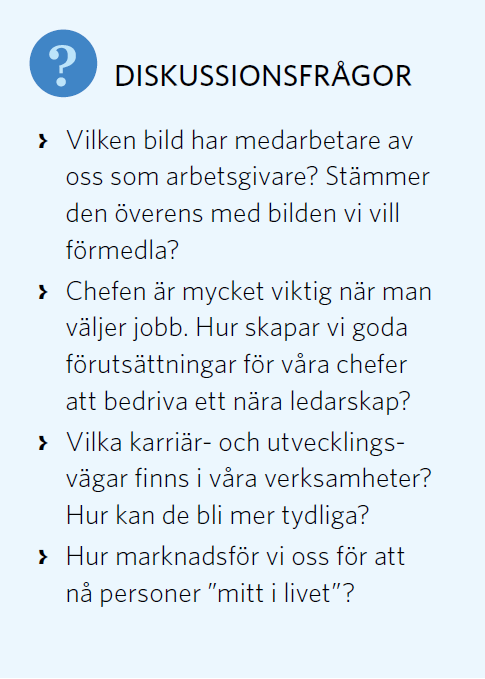 ?
DISKUSSIONSFRÅGOR
Vilken bild har medarbetare av
oss som arbetsgivare? Stämmer
den överens med bilden vi vill
förmedla?
Chefen är mycket viktig när man
väljer jobb. Hur skapar vi goda
förutsättningar för våra chefer
att bedriva ett nära ledarskap?
Vilka karriär- och utvecklings-
vägar finns i våra verksamheter?
Hur kan de bli mer tydliga?
Hur marknadsför vi oss för att
nå personer ”mitt i livet”?